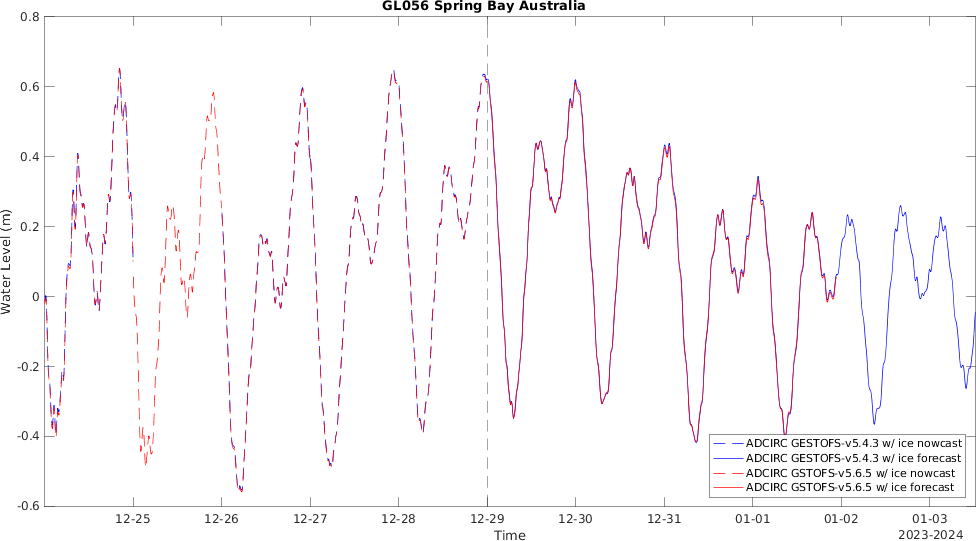 GL056 Spring Bay Australia
Water Level (m)
0.8
0.6
0.4
0.2
0
-0.2
-0.4
-0.6
ADCIRC GESTOFS-v5.4.3 w/ ice nowcast
ADCIRC GESTOFS-v5.4.3 w/ ice forecast
ADCIRC GSTOFS-v5.6.5 w/ ice nowcast
ADCIRC GSTOFS-v5.6.5 w/ ice forecast
12-25 12-26 12-27 12-28 12-29 12-30 12-31 01-01 01-02 01-03
Time
2023-2024